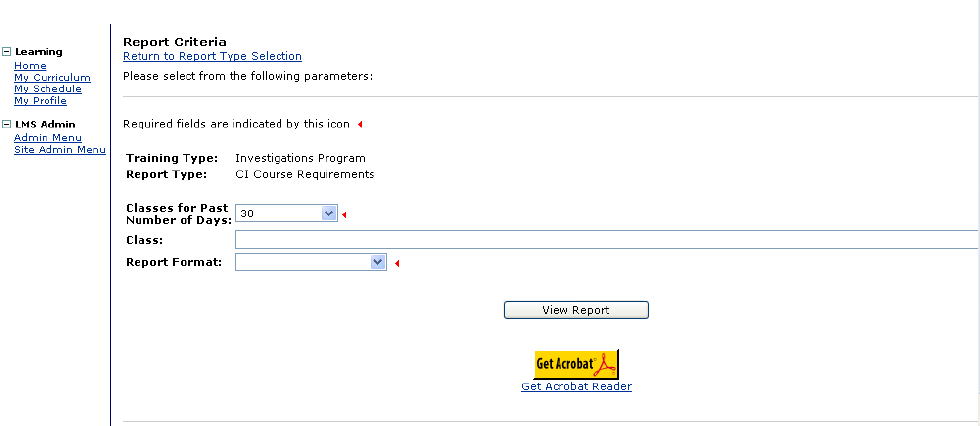 Learning
Home
My Curriculum
My Schedule
My Profile
LMS Admin
Admin Menu
Site Admin Menu
Report Criteria
Return to Report Type Selection
Please select from the following parameters:
Required fields are indicated by this icon
Training Type: Investigations Program
Report Type: CI Course Requirements
Classes for Past
Number of Days: 30
Class:
Report Format:
View Report
Get Acrobat
Get Acrobat Reader